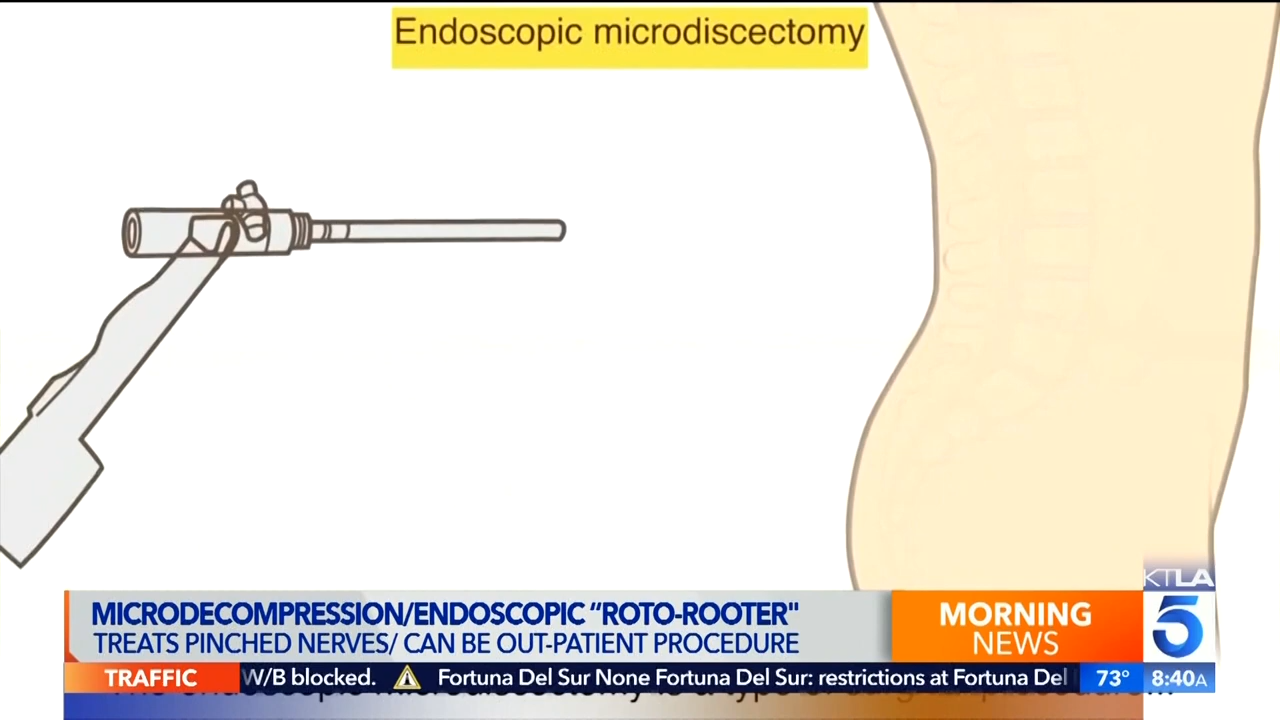 Endoscopic microdiscectomy
MICRODECOMPRESSION/ENDOSCOPIC “ROTO-ROOTER"
TREATS PINCHED NERVES/ CAN BE OUT-PATIENT PROCEDURE
MORNING
NEWS
KTLA
5
TRAFFIC
W/B blocked. Fortuna Del Sur None Fortuna Del Sur: restrictions at Fortuna Del
73° 8:40A